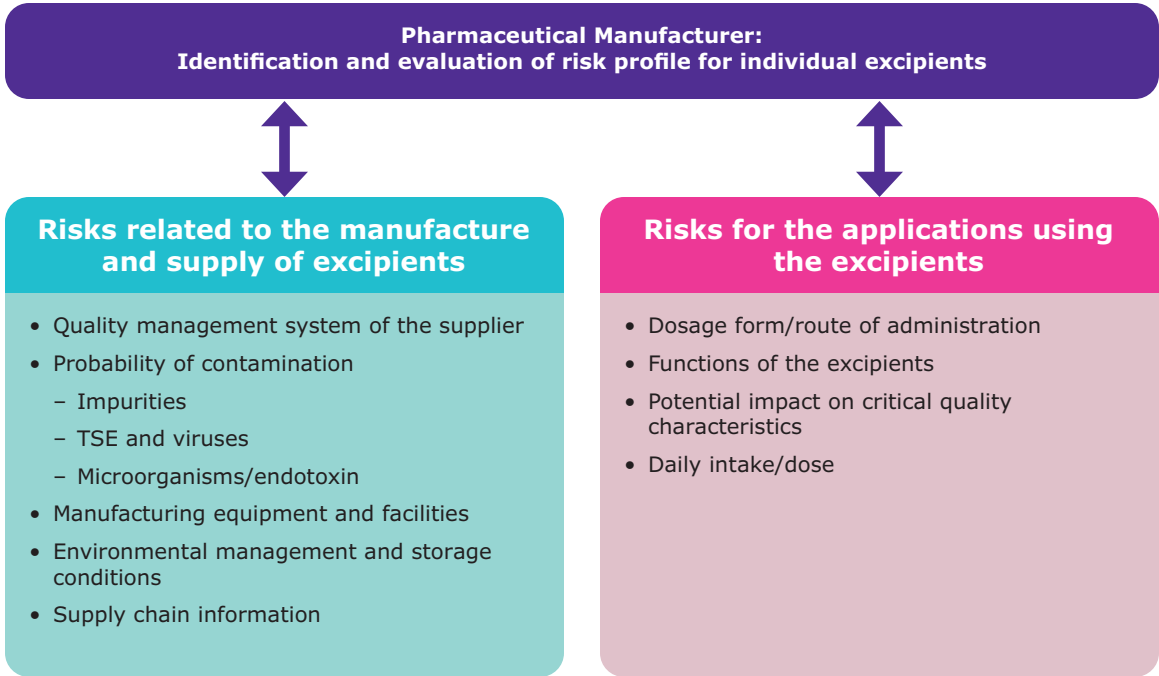 Pharmaceutical Manufacturer:
Identification and evaluation of risk profile for individual excipients
Risks related to the manufacture
and supply of excipients
• Quality management system of the supplier
• Probability of contamination
– Impurities
– TSE and viruses
– Microorganisms/endotoxin
• Manufacturing equipment and facilities
• Environmental management and storage
conditions
• Supply chain information
Risks for the applications using
the excipients
• Dosage form/route of administration
• Functions of the excipients
• Potential impact on critical quality
characteristics
• Daily intake/dose